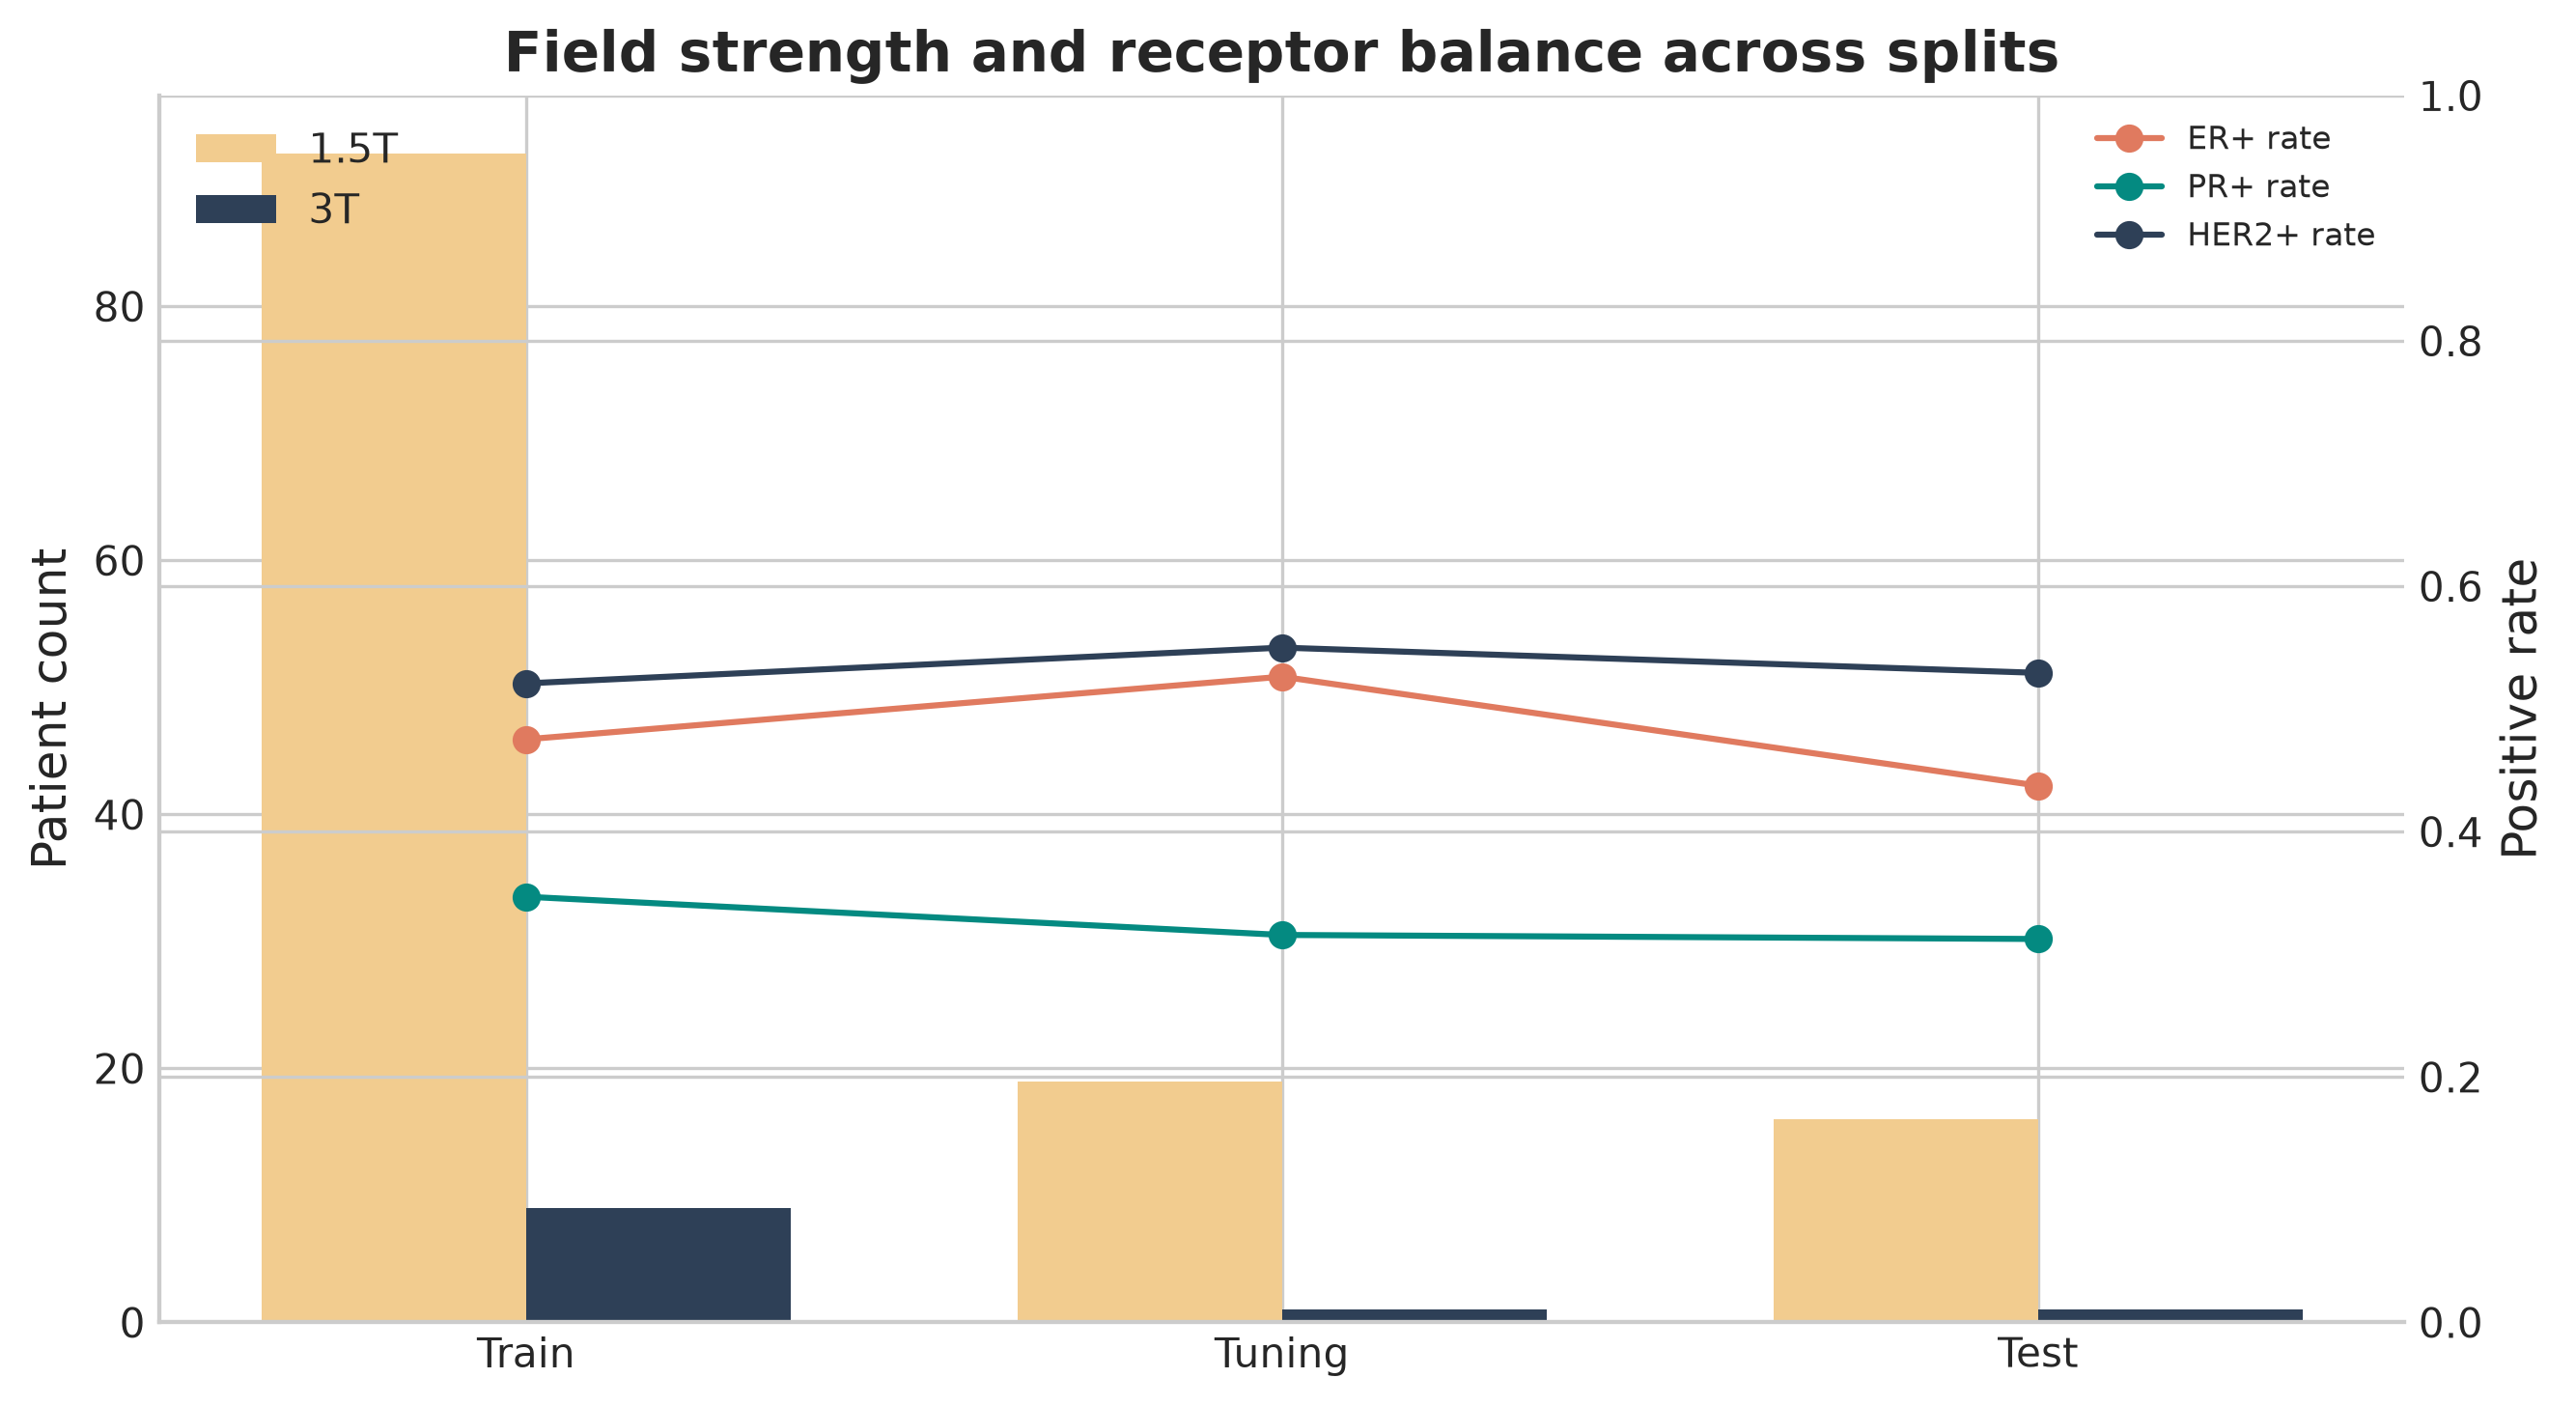 Field strength and receptor balance across splits
1.5T
3T
ER+ rate
PR+ rate
HER2+ rate
Patient count
80
60
40
20
0
1.0
0.8
0.6
0.4
0.2
0.0
Positive rate
Train
Tuning
Test